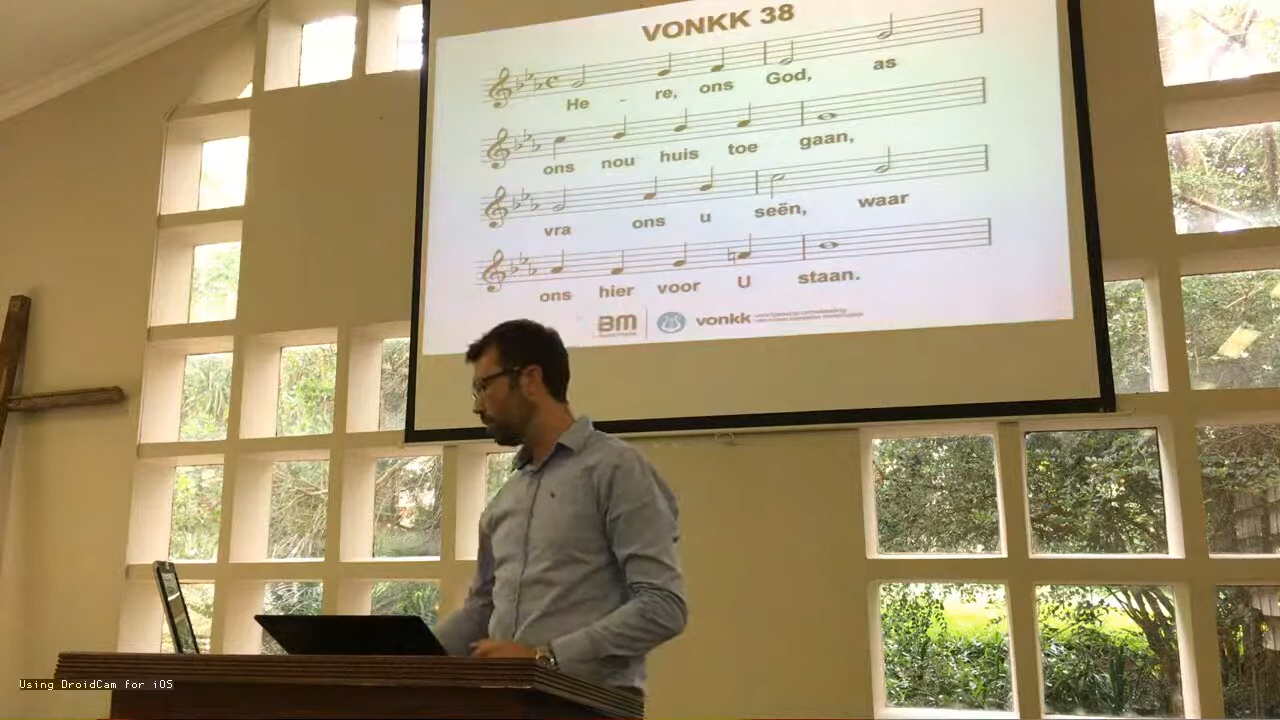 VONKK 38
He - re, ons God, as
ons nou huis toe gaan,
vra ons u seën, waar
ons hier voor U staan.
BM
vonkk
Using DroidCam for iOS